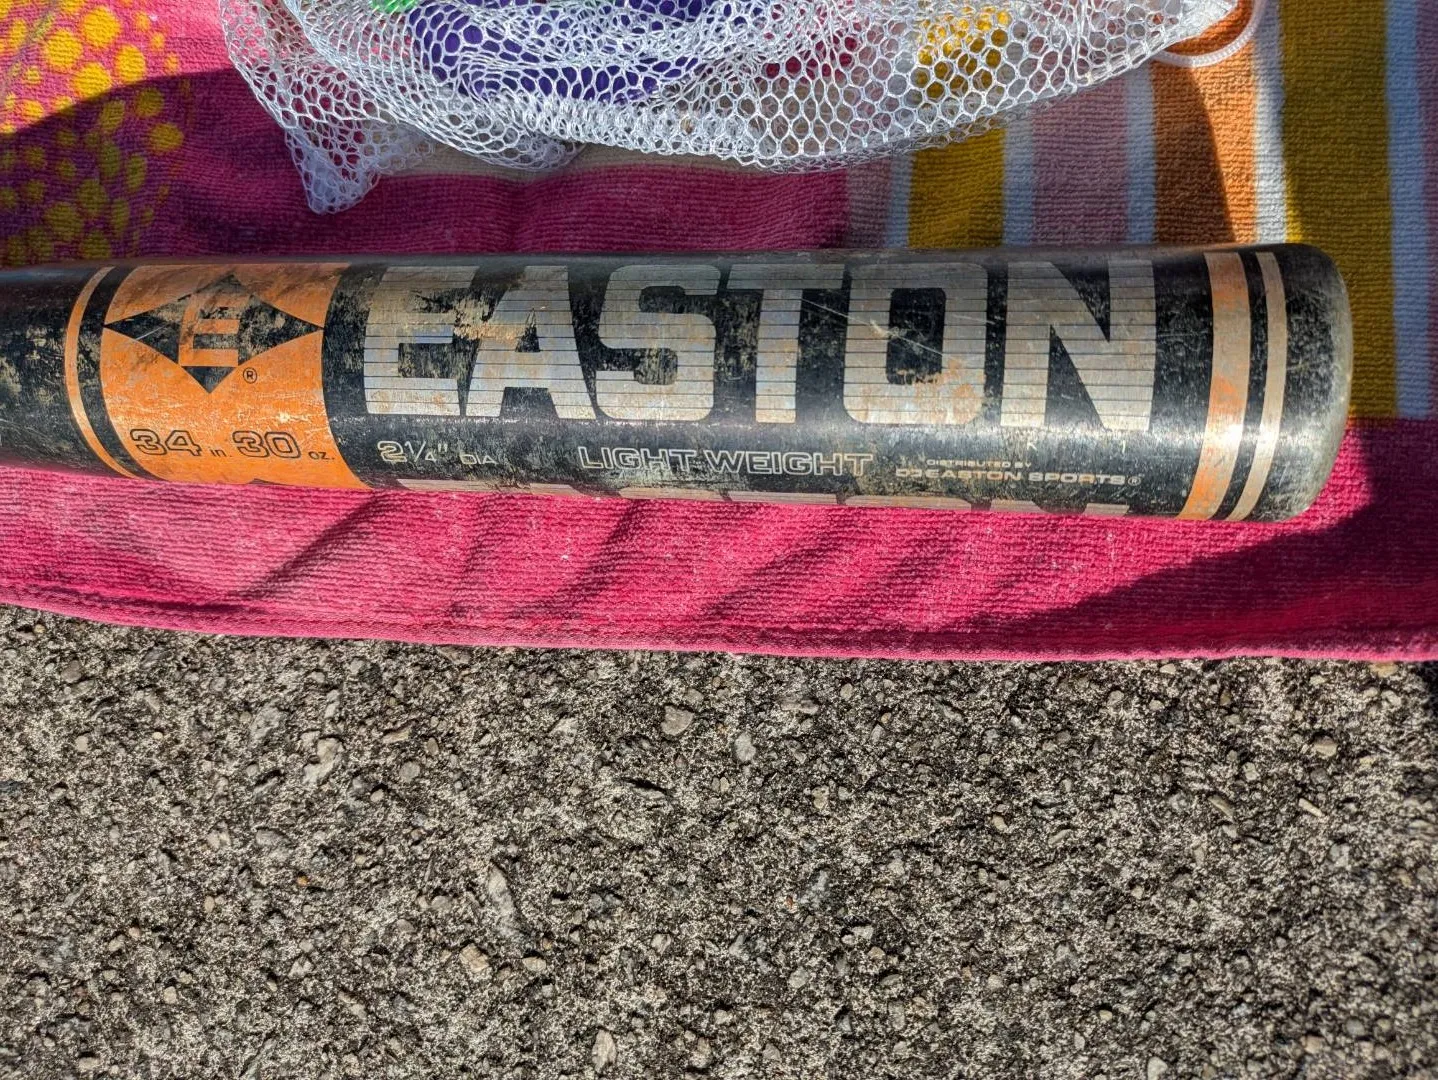 E
EASTON
®
34 in 30 oz.
2¼" DIA
LIGHT WEIGHT
DISTRIBUTED BY
EASTON SPORTS®